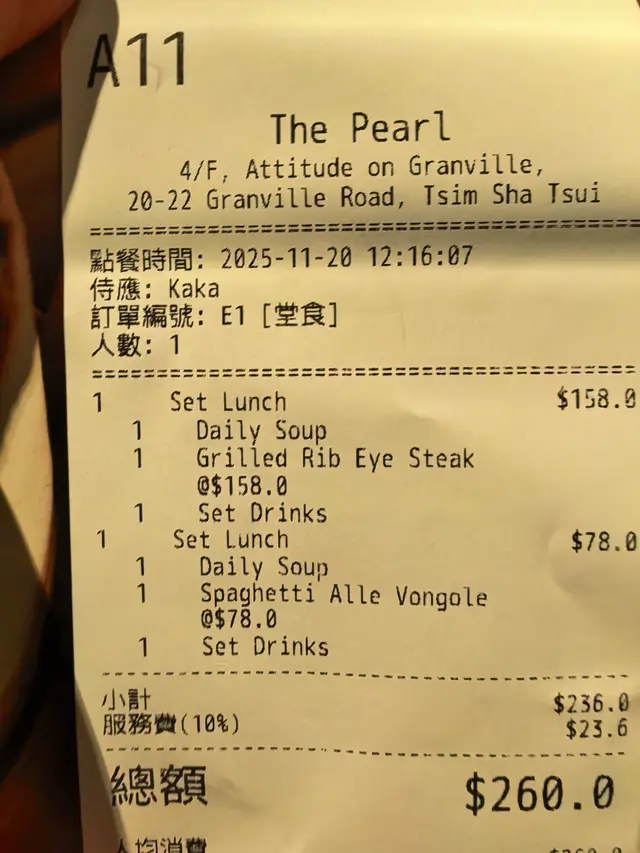 A11
The Pearl
4/F, Attitude on Granville,
20-22 Granville Road, Tsim Sha Tsui
點餐時間: 2025-11-20 12:16:07
侍應: Kaka
訂單編號: E1 [堂食]
人數: 1
1 Set Lunch $158.0
1 Daily Soup
1 Grilled Rib Eye Steak
@$158.0
1 Set Drinks
1 Set Lunch $78.0
1 Daily Soup
1 Spaghetti Alle Vongole
@$78.0
1 Set Drinks
小計 $236.0
服務費(10%) $23.6
總額 $260.0
人均消費